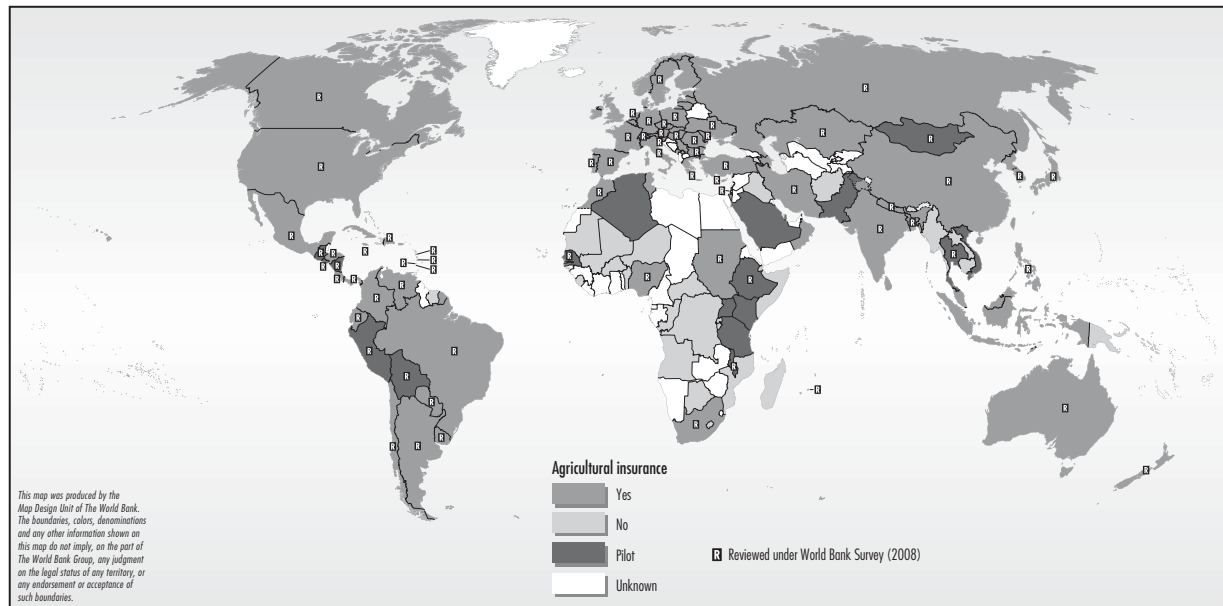 Agricultural insurance
Yes
No
Pilot
Unknown
R Reviewed under World Bank Survey (2008)
This map was produced by the
Map Design Unit of The World Bank.
The boundaries, colors, denominations
and any other information shown on
this map do not imply, on the part of
The World Bank Group, any judgment
on the legal status of any territory, or
any endorsement or acceptance of
such boundaries.